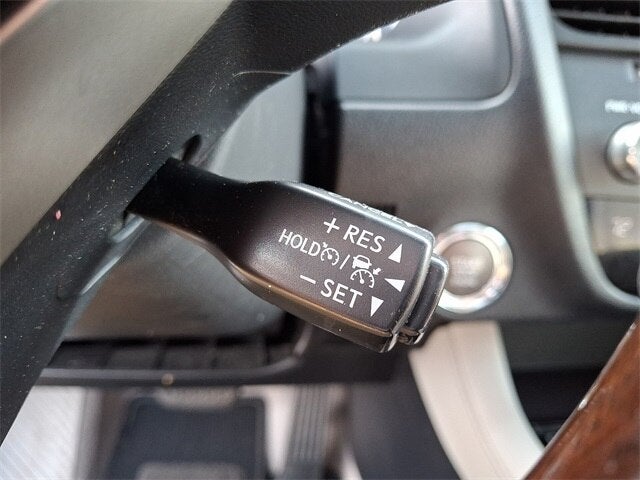 + RES
HOLD /
− SET